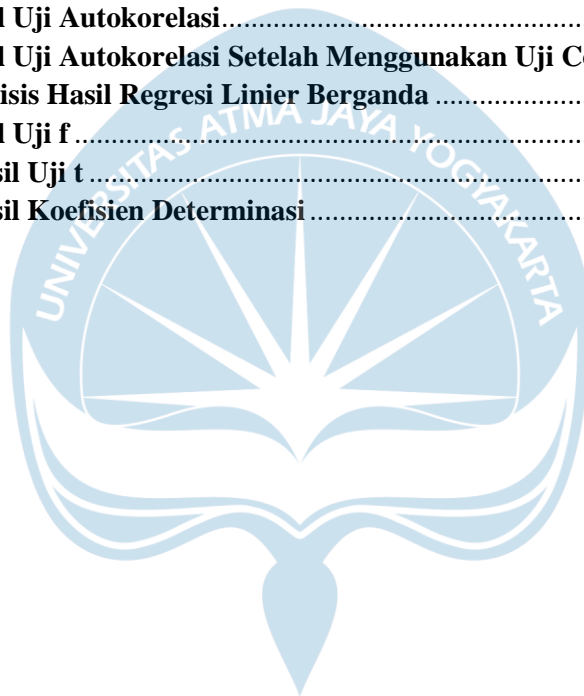 l Uji Autokorelasi
l Uji Autokorelasi Setelah Menggunakan Uji C
isis Hasil Regresi Linier Berganda
l Uji f
sil Uji t
sil Koefisien Determinasi
UNIVERSITAS ATMA JAYA YOGYAKARTA